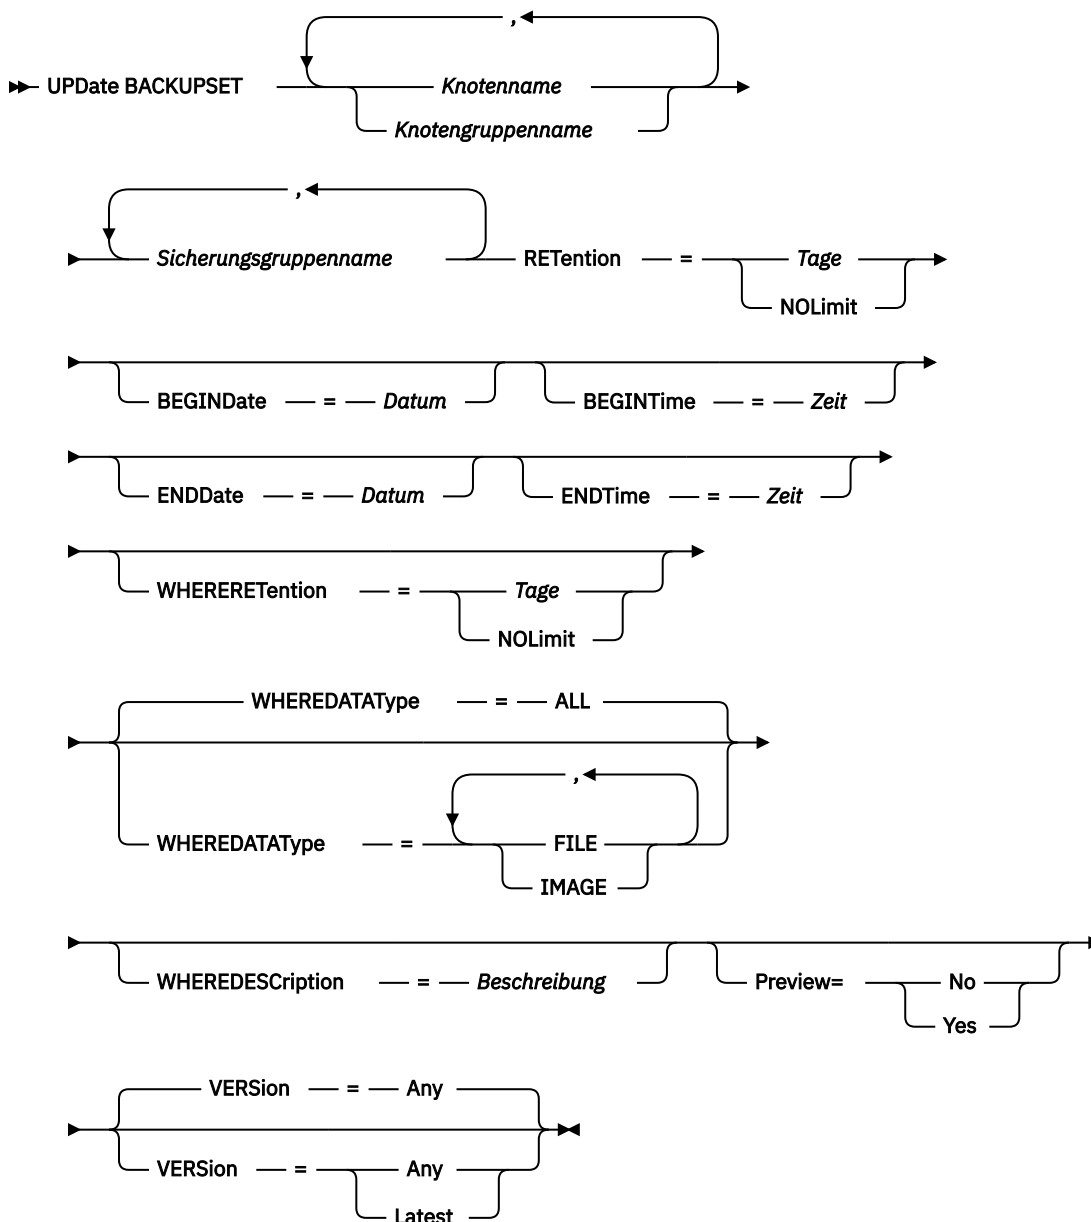 ,
UPDate BACKUPSET Knotenname
Knotengruppenname
,
Sicherungsgruppenname RETention = Tage
NOLimit
BEGINDate = Datum BEGINTime = Zeit
ENDDate = Datum ENDTime = Zeit
WHERERETention = Tage
NOLimit
WHEREDATAType = ALL
,
WHEREDATAType = FILE
IMAGE
WHEREDESCription = Beschreibung Preview= No
Yes
VERSion = Any
VERSion = Any
Latest